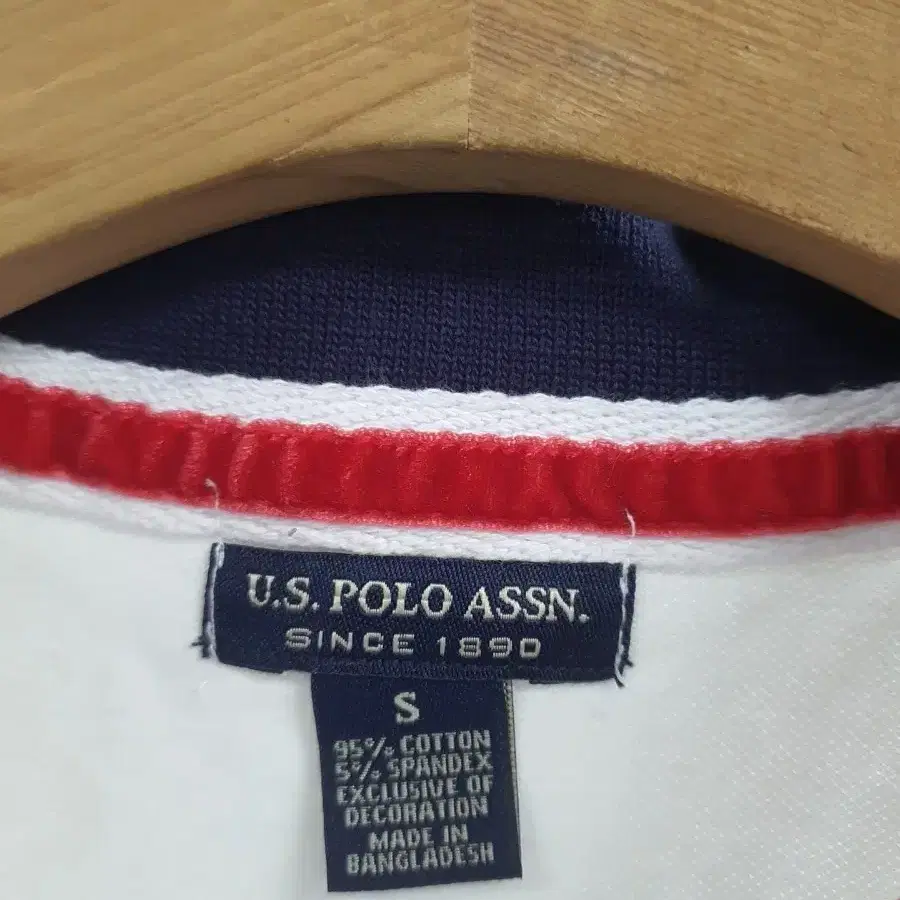 U.S. POLO ASSN.
SINCE 1890
S
95% COTTON
5% SPANDEX
EXCLUSIVE OF
DECORATION
MADE IN
BANGLADESH